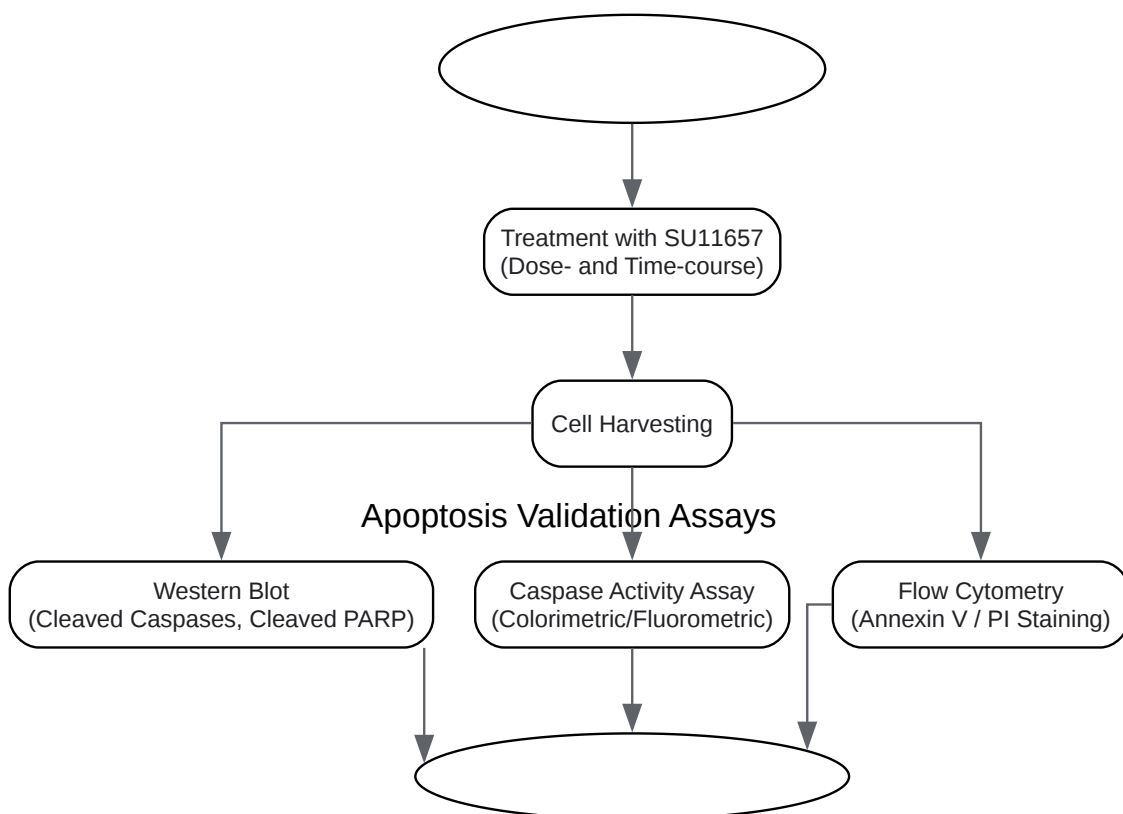 Treatment with SU11657
(Dose- and Time-course)
Cell Harvesting
Apoptosis Validation Assays
Western Blot
(Cleaved Caspases, Cleaved PARP)
Caspase Activity Assay
(Colorimetric/Fluorometric)
Flow Cytometry
(Annexin V / PI Staining)